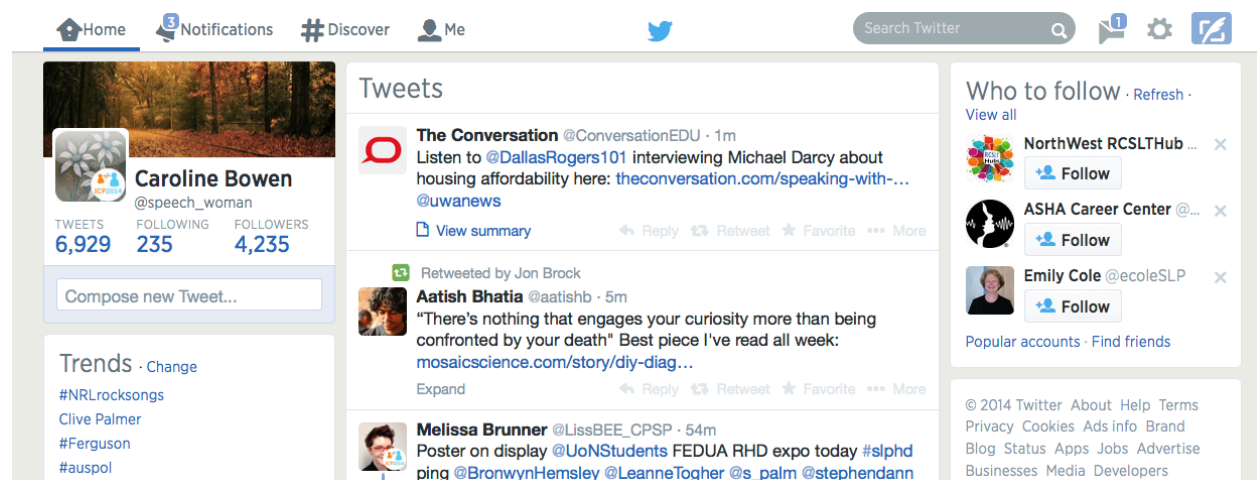 Home
3
Notifications
Discover
Me
Search Twitter
1
Caroline Bowen
@speech_woman
TWEETS FOLLOWING FOLLOWERS
6,929 235 4,235
Compose new Tweet...
Trends · Change
#NRLrocksongs
Clive Palmer
#Ferguson
#auspol
Tweets
The Conversation @ConversationEDU · 1m
Listen to @DallasRogers101 interviewing Michael Darcy about
housing affordability here: theconversation.com/speaking-with-…
@uwanews
View summary Reply Retweet Favorite More
Retweeted by Jon Brock
Aatish Bhatia @aatishb · 5m
“There’s nothing that engages your curiosity more than being
confronted by your death" Best piece I've read all week:
mosaicscience.com/story/diy-diag…
Expand Reply Retweet Favorite More
Melissa Brunner @LissBEE_CPSP · 54m
Poster on display @UoNStudents FEDUA RHD expo today #slphd
ping @BronwynHemsley @LeanneTogher @s_palm @stephendann
Who to follow · Refresh ·
View all
NorthWest RCSLTHub ...
Follow
ASHA Career Center @...
Follow
Emily Cole @ecoleSLP
Follow
Popular accounts · Find friends
© 2014 Twitter About Help Terms
Privacy Cookies Ads info Brand
Blog Status Apps Jobs Advertise
Businesses Media Developers
ICP2014
RCSLT
Hubs